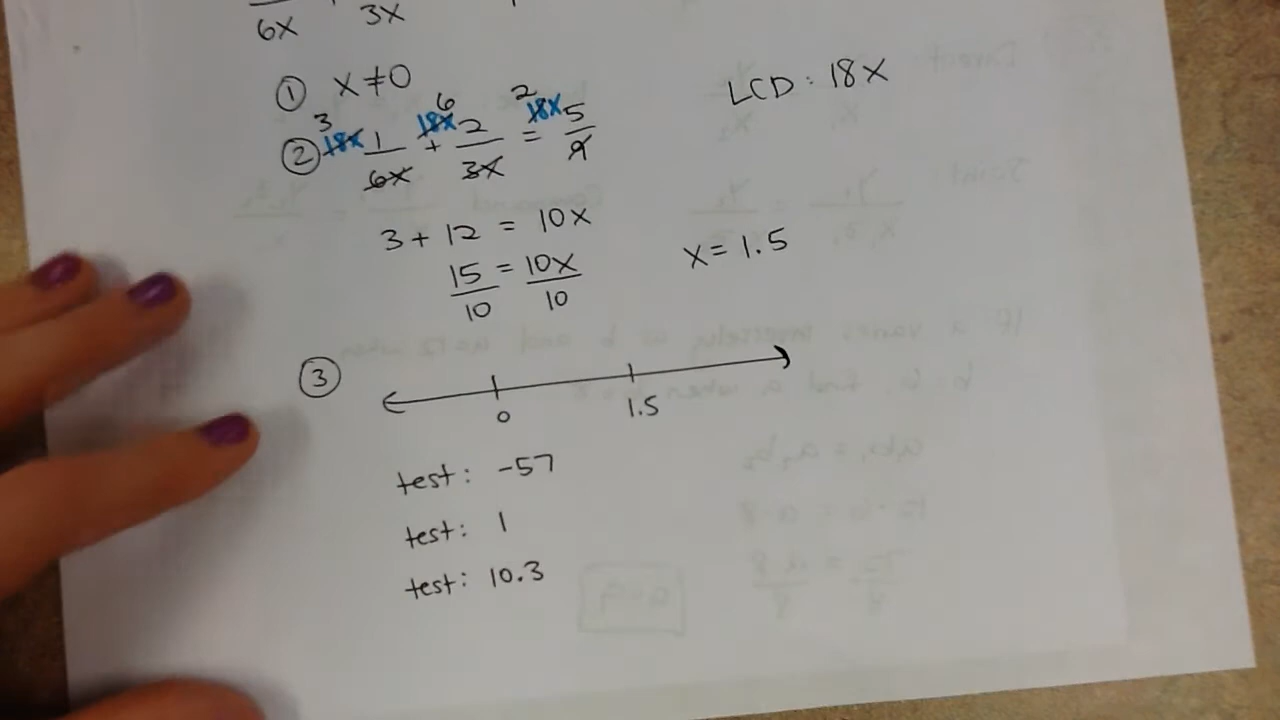 6x 3x
① x ≠ 0
LCD: 18x
3 6 2
② 18x 1/6x + 18x 2/3x = 18x 5/9
3 + 12 = 10x
15/10 = 10x/10
x = 1.5
③
0 1.5
test: -57
test: 1
test: 10.3